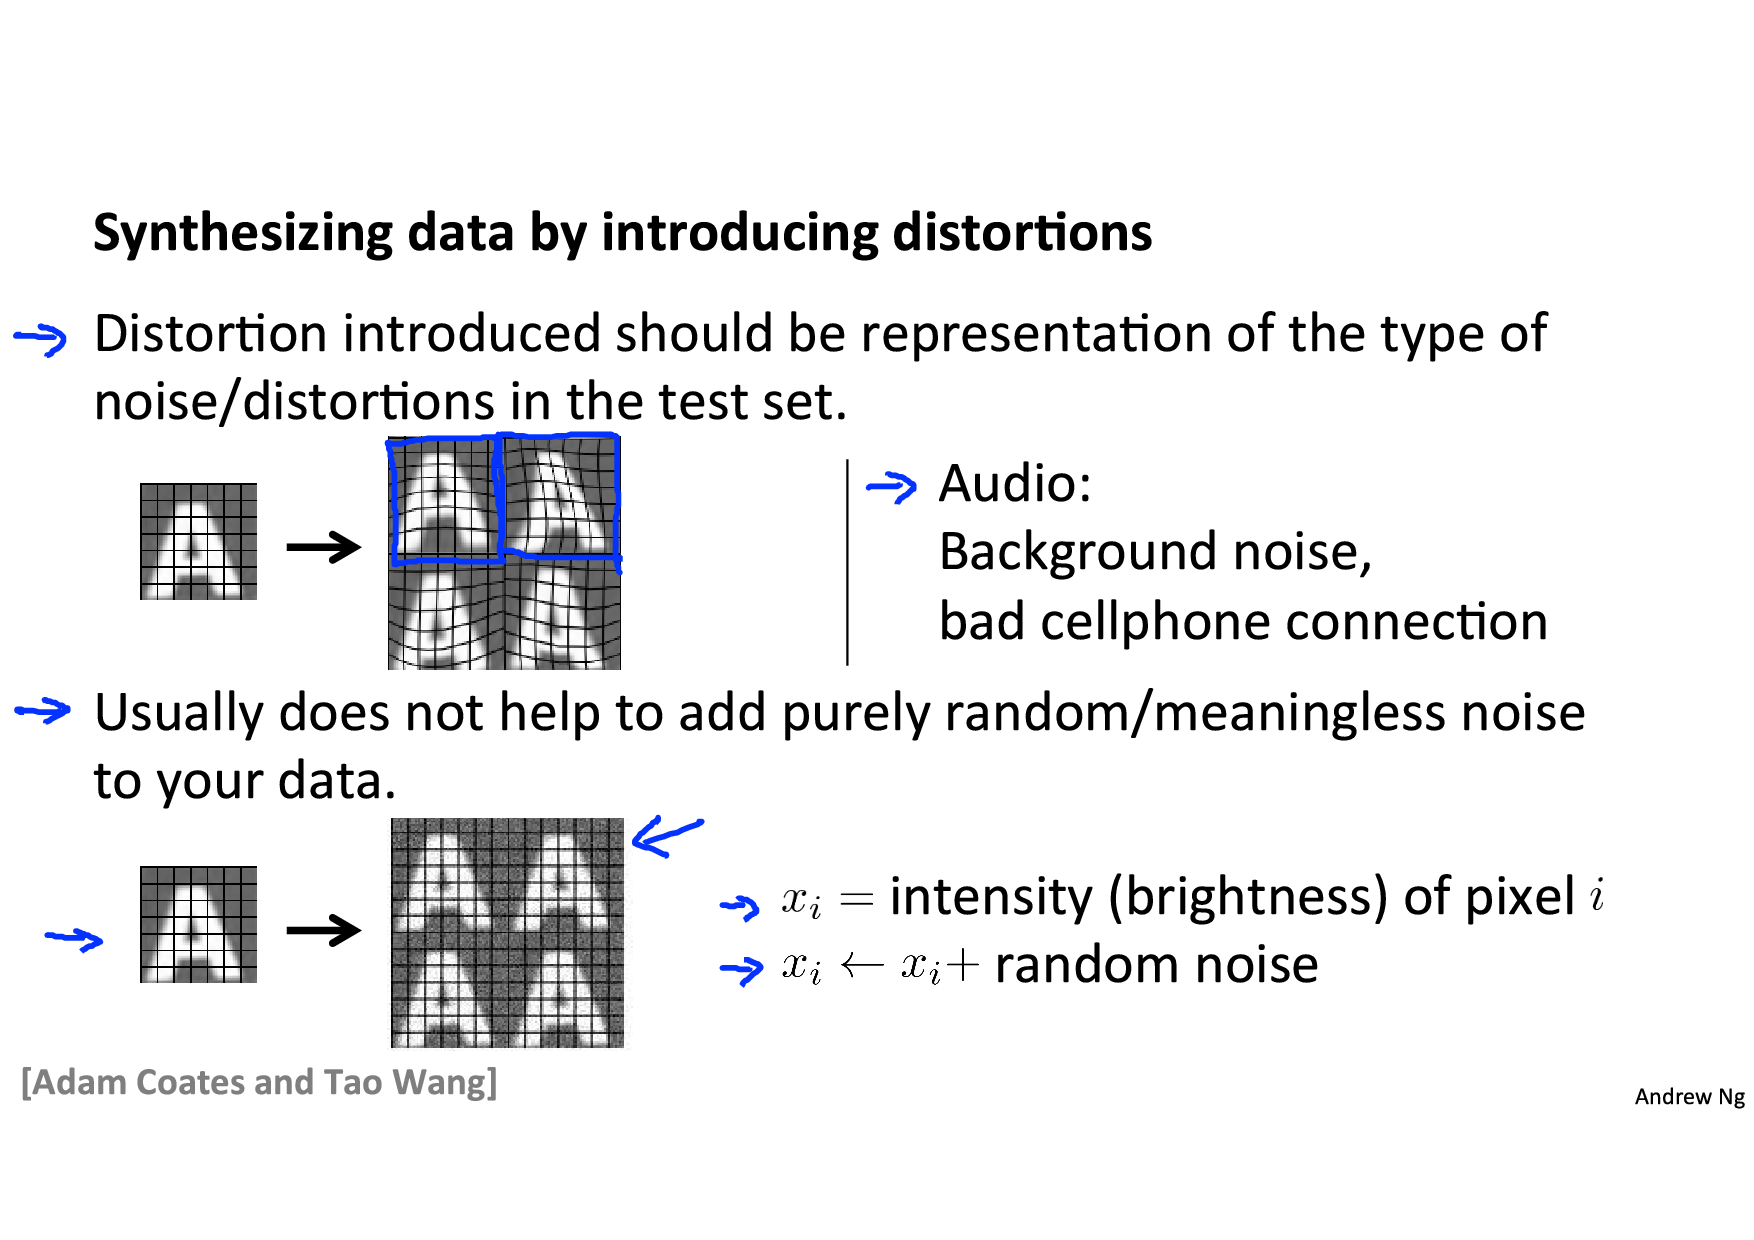 Synthesizing data by introducing distortions
Distortion introduced should be representation of the type of
noise/distortions in the test set.
Audio:
Background noise,
bad cellphone connection
Usually does not help to add purely random/meaningless noise
to your data.
x_i = intensity (brightness) of pixel i
x_i ← x_i + random noise
[Adam Coates and Tao Wang]
Andrew Ng